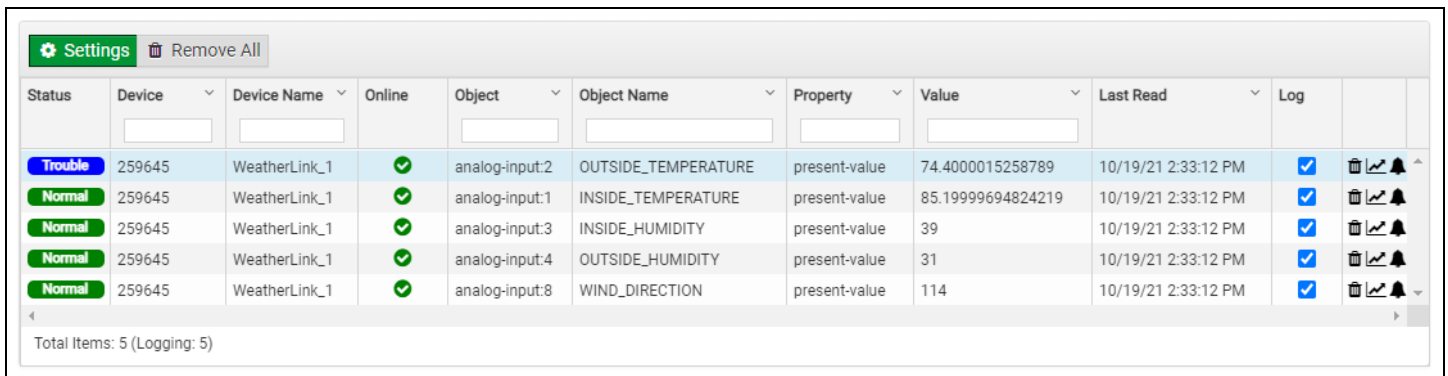 Settings Remove All
Status Device Device Name Online Object Object Name Property Value Last Read Log
Trouble 259645 WeatherLink_1 analog-input:2 OUTSIDE_TEMPERATURE present-value 74.4000015258789 10/19/21 2:33:12 PM
Normal 259645 WeatherLink_1 analog-input:1 INSIDE_TEMPERATURE present-value 85.19999694824219 10/19/21 2:33:12 PM
Normal 259645 WeatherLink_1 analog-input:3 INSIDE_HUMIDITY present-value 39 10/19/21 2:33:12 PM
Normal 259645 WeatherLink_1 analog-input:4 OUTSIDE_HUMIDITY present-value 31 10/19/21 2:33:12 PM
Normal 259645 WeatherLink_1 analog-input:8 WIND_DIRECTION present-value 114 10/19/21 2:33:12 PM
Total Items: 5 (Logging: 5)